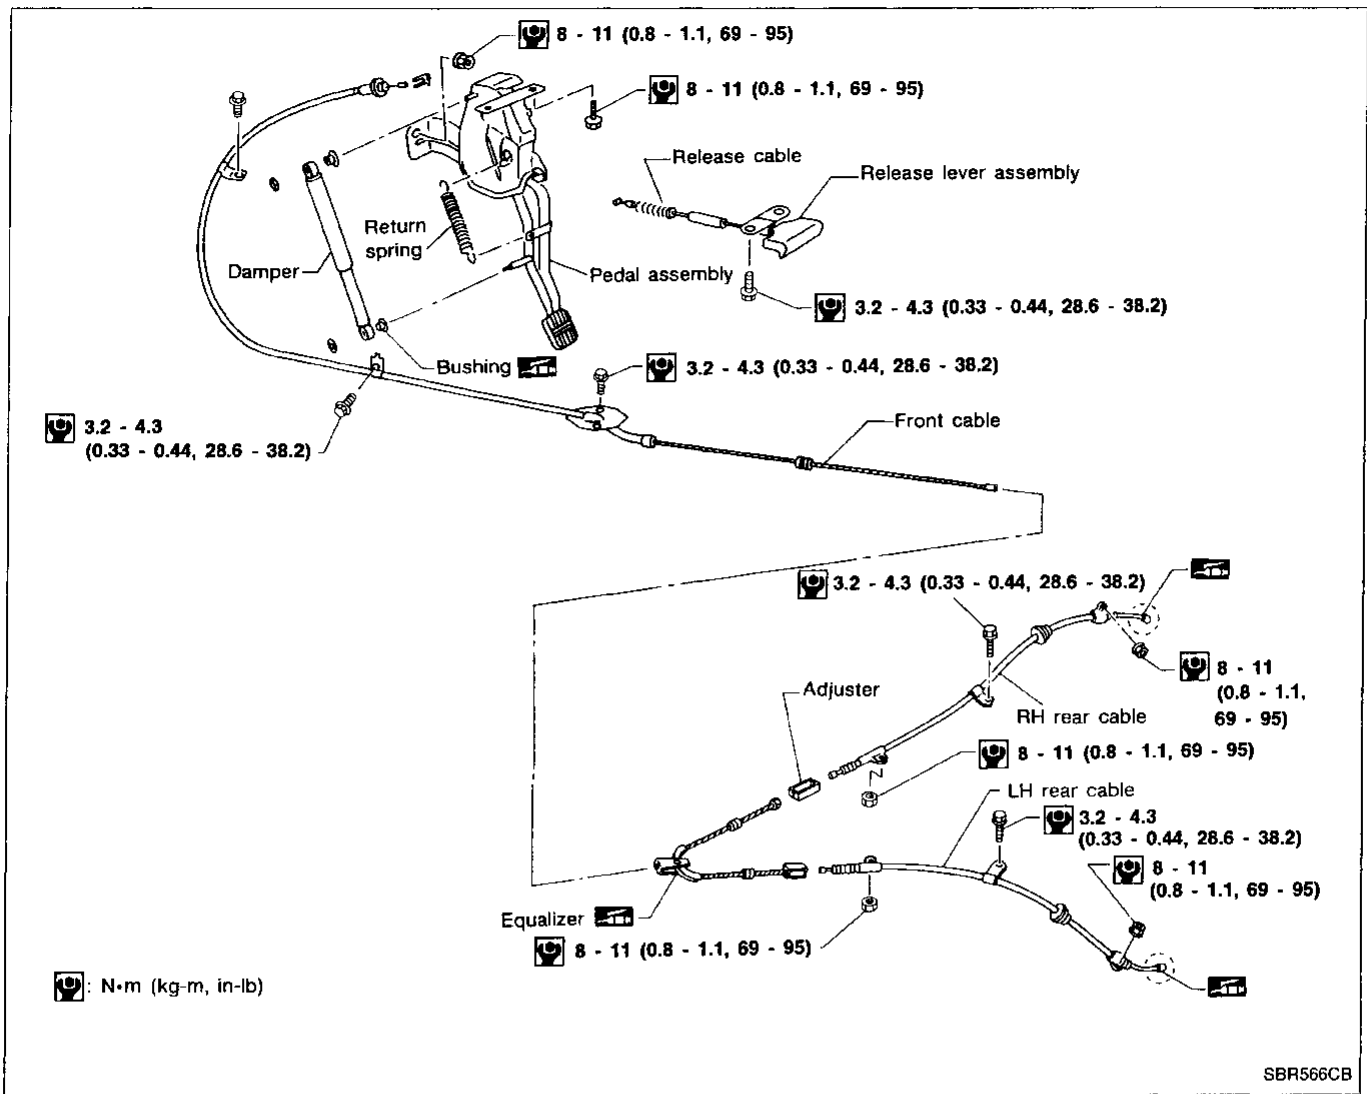 8 - 11 (0.8 - 1.1, 69 - 95)
8 - 11 (0.8 - 1.1, 69 - 95)
Release cable
Release lever assembly
Return
spring
Damper
Pedal assembly
3.2 - 4.3 (0.33 - 0.44, 28.6 - 38.2)
Bushing
3.2 - 4.3 (0.33 - 0.44, 28.6 - 38.2)
3.2 - 4.3
(0.33 - 0.44, 28.6 - 38.2)
Front cable
3.2 - 4.3 (0.33 - 0.44, 28.6 - 38.2)
8 - 11
(0.8 - 1.1,
69 - 95)
Adjuster
RH rear cable
8 - 11 (0.8 - 1.1, 69 - 95)
LH rear cable
3.2 - 4.3
(0.33 - 0.44, 28.6 - 38.2)
8 - 11
(0.8 - 1.1, 69 - 95)
Equalizer
8 - 11 (0.8 - 1.1, 69 - 95)
: N•m (kg-m, in-lb)
SBR566CB